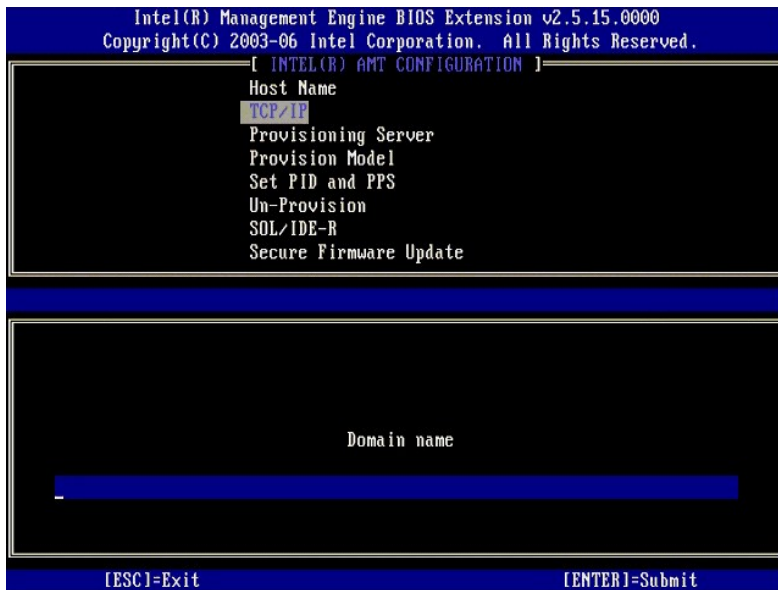 Intel(R) Management Engine BIOS Extension v2.5.15.0000
Copyright(C) 2003-06 Intel Corporation. All Rights Reserved.
[ INTEL(R) AMT CONFIGURATION ]
Host Name
TCP/IP
Provisioning Server
Provision Model
Set PID and PPS
Un-Provision
SOL/IDE-R
Secure Firmware Update
Domain name
[ESC]=Exit [ENTER]=Submit